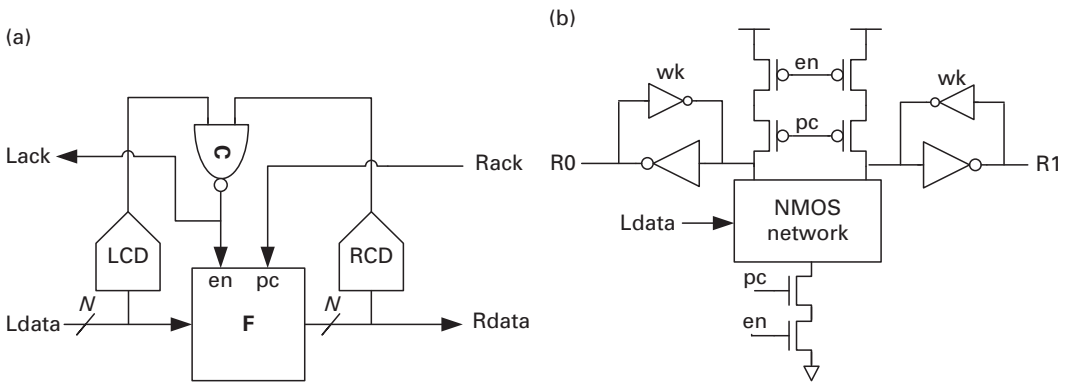 (a)
C
Lack
Rack
LCD
RCD
en pc
N
N
Ldata
F
Rdata
(b)
en
wk
wk
pc
R0
R1
NMOS
network
Ldata
pc
en